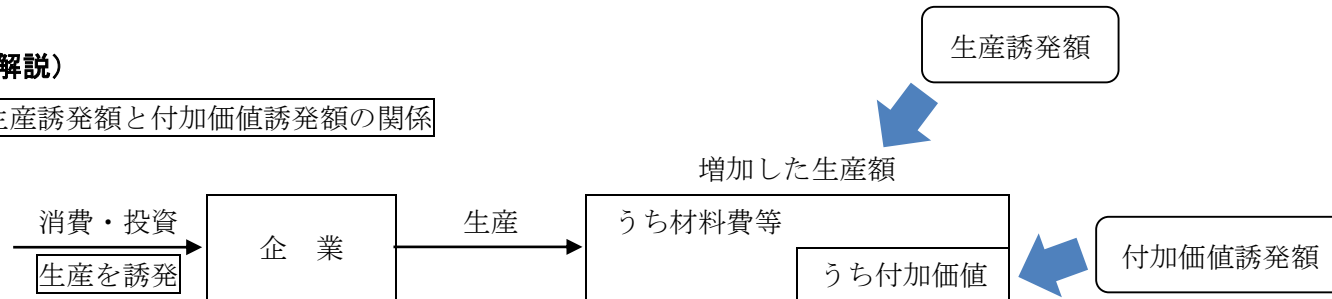 生産誘発額
解説)
生産誘発額と付加価値誘発額の関係
増加した生産額
消費・投資
生産を誘発
企 業
生産
うち材料費等
うち付加価値
付加価値誘発額